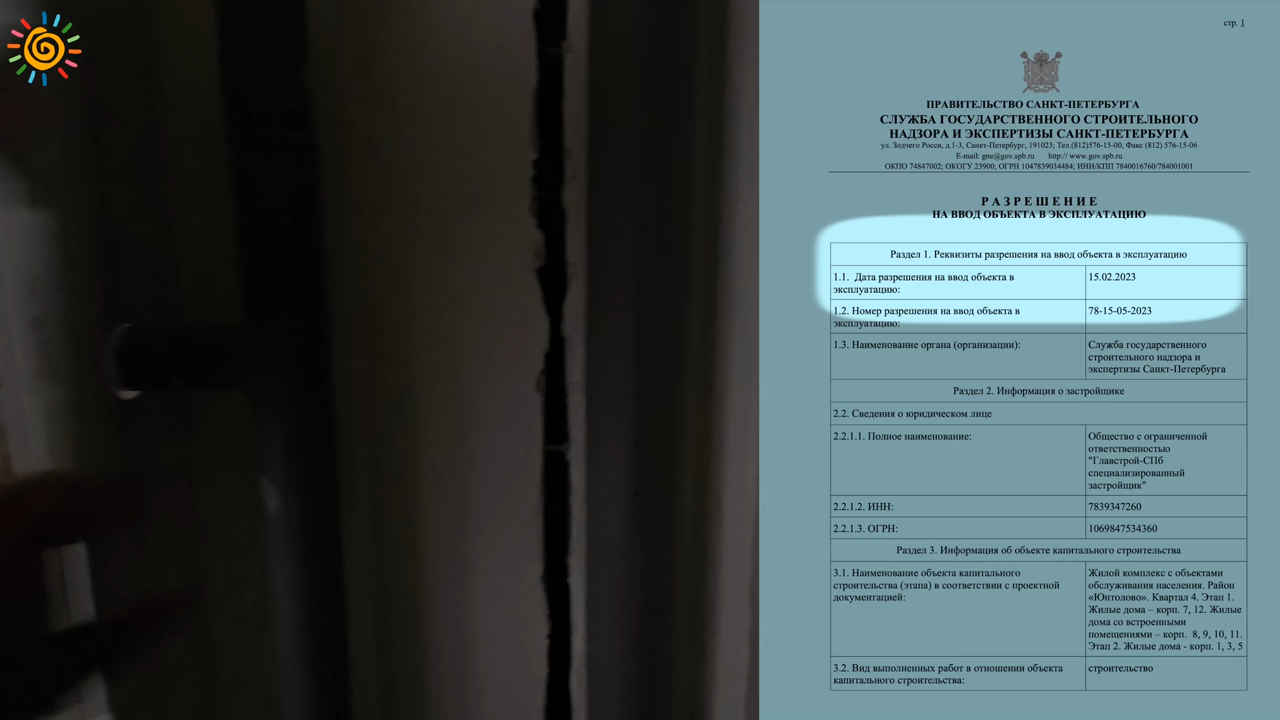 стр. 1
ПРАВИТЕЛЬСТВО САНКТ-ПЕТЕРБУРГА
СЛУЖБА ГОСУДАРСТВЕННОГО СТРОИТЕЛЬНОГО
НАДЗОРА И ЭКСПЕРТИЗЫ САНКТ-ПЕТЕРБУРГА
ул. Зодчего Росси, д.1-3, Санкт-Петербург, 191023; Тел.(812)576-15-00, Факс (812) 576-15-06
E-mail: gne@gov.spb.ru http:// www.gov.spb.ru
ОКПО 74847002; ОКОГУ 23900; ОГРН 1047839034484; ИНН/КПП 7840016760/784001001
Р А З Р Е Ш Е Н И Е
НА ВВОД ОБЪЕКТА В ЭКСПЛУАТАЦИЮ
Раздел 1. Реквизиты разрешения на ввод объекта в эксплуатацию
1.1. Дата разрешения на ввод объекта в
эксплуатацию:
15.02.2023
1.2. Номер разрешения на ввод объекта в
эксплуатацию:
78-15-05-2023
1.3. Наименование органа (организации):
Служба государственного
строительного надзора и
экспертизы Санкт-Петербурга
Раздел 2. Информация о застройщике
2.2. Сведения о юридическом лице
2.2.1.1. Полное наименование:
Общество с ограниченной
ответственностью
"Главстрой-СПб
специализированный
застройщик"
2.2.1.2. ИНН:
7839347260
2.2.1.3. ОГРН:
1069847534360
Раздел 3. Информация об объекте капитального строительства
3.1. Наименование объекта капитального
строительства (этапа) в соответствии с проектной
документацией:
Жилой комплекс с объектами
обслуживания населения. Район
«Юнтолово». Квартал 4. Этап 1.
Жилые дома – корп. 7, 12. Жилые
дома со встроенными
помещениями – корп. 8, 9, 10, 11.
Этап 2. Жилые дома - корп. 1, 3, 5
3.2. Вид выполненных работ в отношении объекта
капитального строительства:
строительство